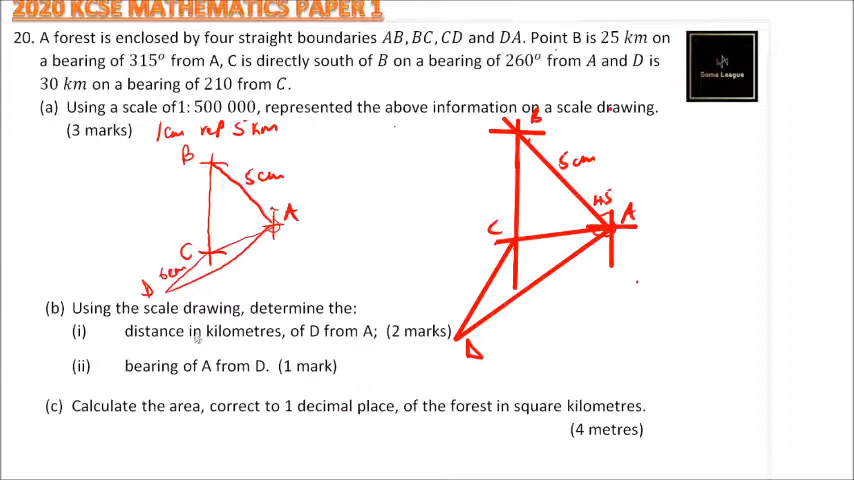 2020 KCSE MATHEMATICS PAPER 1
20. A forest is enclosed by four straight boundaries AB, BC, CD and DA. Point B is 25 km on
a bearing of 315° from A, C is directly south of B on a bearing of 260° from A and D is
30 km on a bearing of 210 from C.
Soma League
(a) Using a scale of1: 500 000, represented the above information on a scale drawing.
(3 marks) 1cm rep 5km
B
5cm
A
C
6cm
D
B
5cm
45
A
C
D
(b) Using the scale drawing, determine the:
(i) distance in kilometres, of D from A; (2 marks)
(ii) bearing of A from D. (1 mark)
(c) Calculate the area, correct to 1 decimal place, of the forest in square kilometres.
(4 metres)